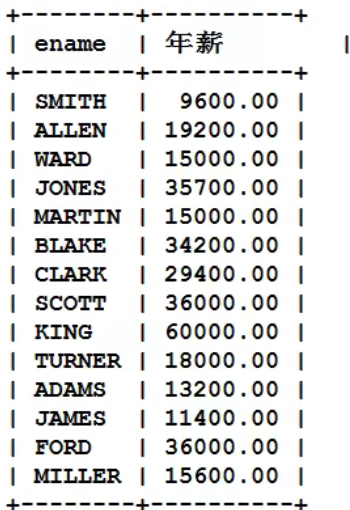 +--------+----------+
| ename | 年薪 |
+--------+----------+
| SMITH | 9600.00 |
| ALLEN | 19200.00 |
| WARD | 15000.00 |
| JONES | 35700.00 |
| MARTIN | 15000.00 |
| BLAKE | 34200.00 |
| CLARK | 29400.00 |
| SCOTT | 36000.00 |
| KING | 60000.00 |
| TURNER | 18000.00 |
| ADAMS | 13200.00 |
| JAMES | 11400.00 |
| FORD | 36000.00 |
| MILLER | 15600.00 |
+--------+----------+